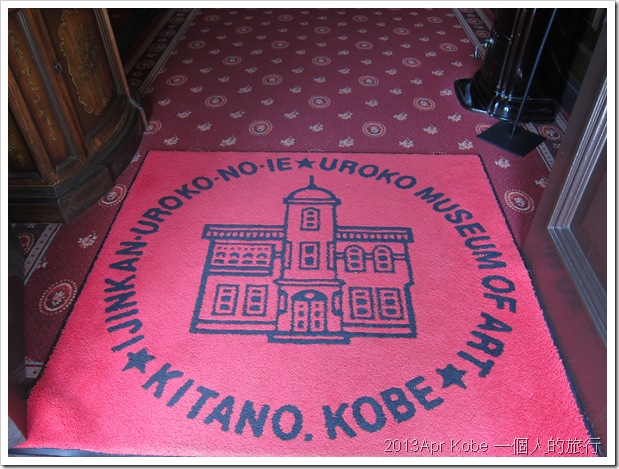 IJINKAN·UROKO·NO·IE★UROKO MUSEUM OF ART
★KITANO. KOBE★
2013Apr Kobe 一個人的旅行